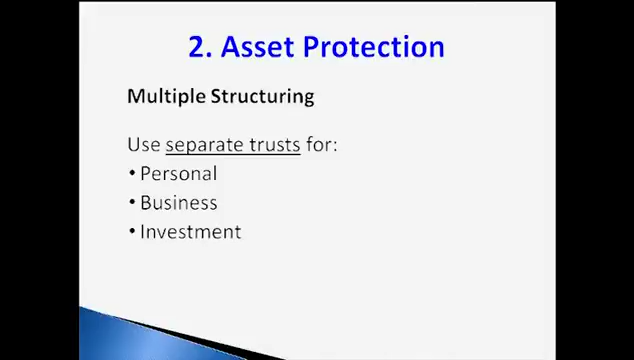 2. Asset Protection
Multiple Structuring
Use separate trusts for:
• Personal
• Business
• Investment